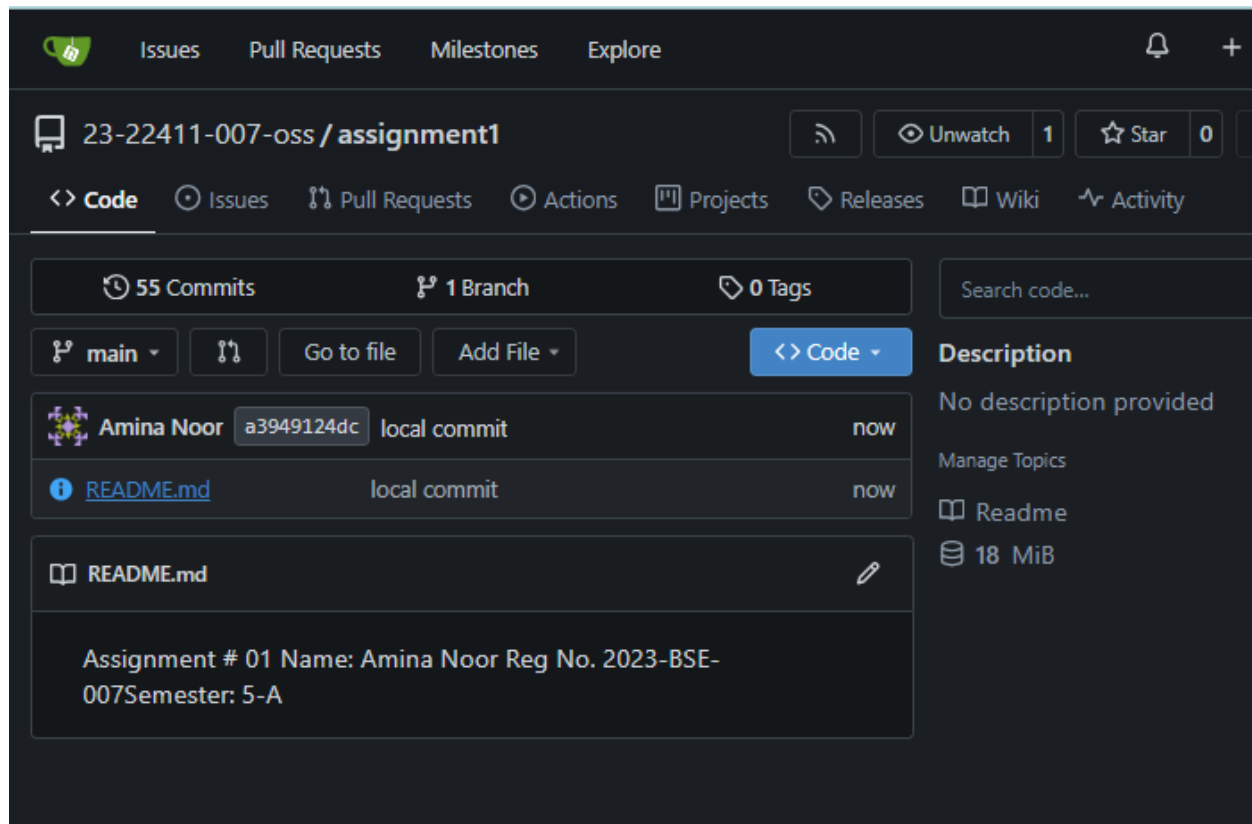 Issues Pull Requests Milestones Explore +
23-22411-007-oss / assignment1 Unwatch 1 Star 0
<> Code Issues Pull Requests Actions Projects Releases Wiki Activity
55 Commits 1 Branch 0 Tags
Search code...
main Go to file Add File <> Code
Description
Amina Noor a3949124dc local commit now
No description provided
Manage Topics
README.md local commit now
Readme
18 MiB
README.md
Assignment # 01 Name: Amina Noor Reg No. 2023-BSE-
007Semester: 5-A